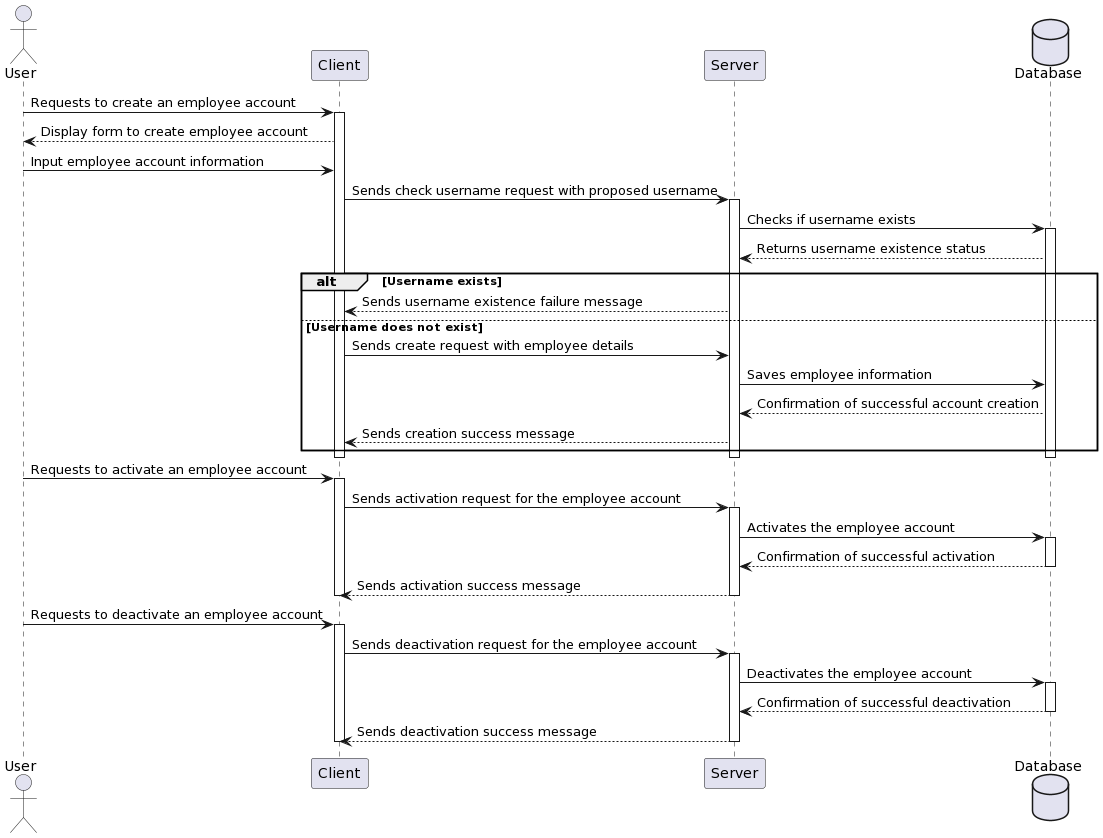 User
Client
Server
Database
Requests to create an employee account
Display form to create employee account
Input employee account information
Sends check username request with proposed username
Checks if username exists
Returns username existence status
alt [Username exists]
Sends username existence failure message
[Username does not exist]
Sends create request with employee details
Saves employee information
Confirmation of successful account creation
Sends creation success message
Requests to activate an employee account
Sends activation request for the employee account
Activates the employee account
Confirmation of successful activation
Sends activation success message
Requests to deactivate an employee account
Sends deactivation request for the employee account
Deactivates the employee account
Confirmation of successful deactivation
Sends deactivation success message
User
Client
Server
Database